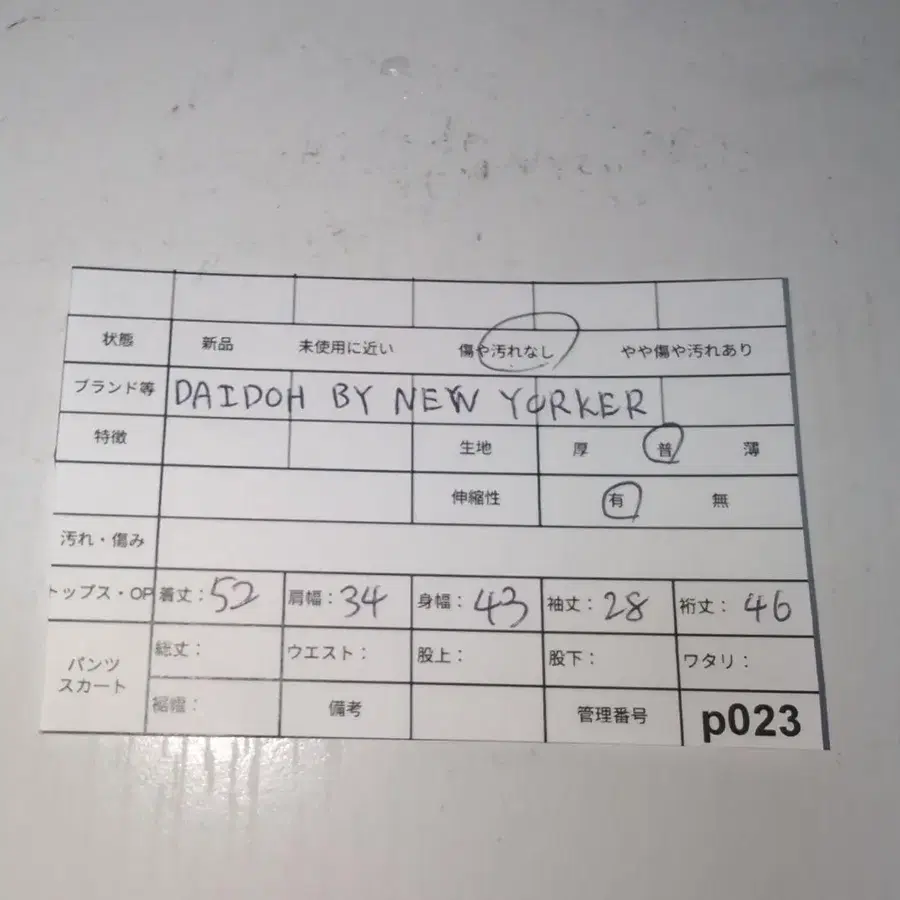 状態 新品 未使用に近い 傷や汚れなし やや傷や汚れあり
ブランド等 DAIDOH BY NEW YORKER
特徴 生地 厚 普 薄
伸縮性 有 無
汚れ・傷み
トップス・OP 着丈：52 肩幅：34 身幅：43 袖丈：28 裄丈：46
パンツ 総丈： ウエスト： 股上： 股下： ワタリ：
スカート 裾幅： 備考 管理番号 p023